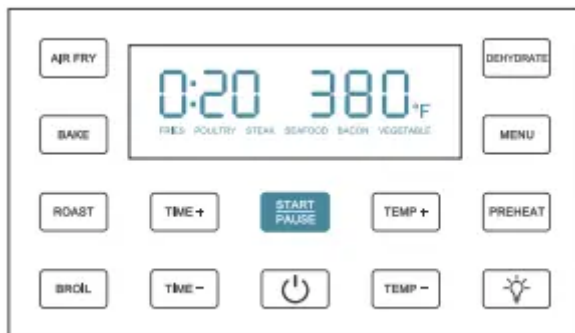 AIR FRY
0:20 380°F
DEHYDRATE
FRIES POULTRY STEAK SEAFOOD BACON VEGETABLE
BAKE
MENU
ROAST
TIME +
START
PAUSE
TEMP +
PREHEAT
BROIL
TIME -
TEMP -